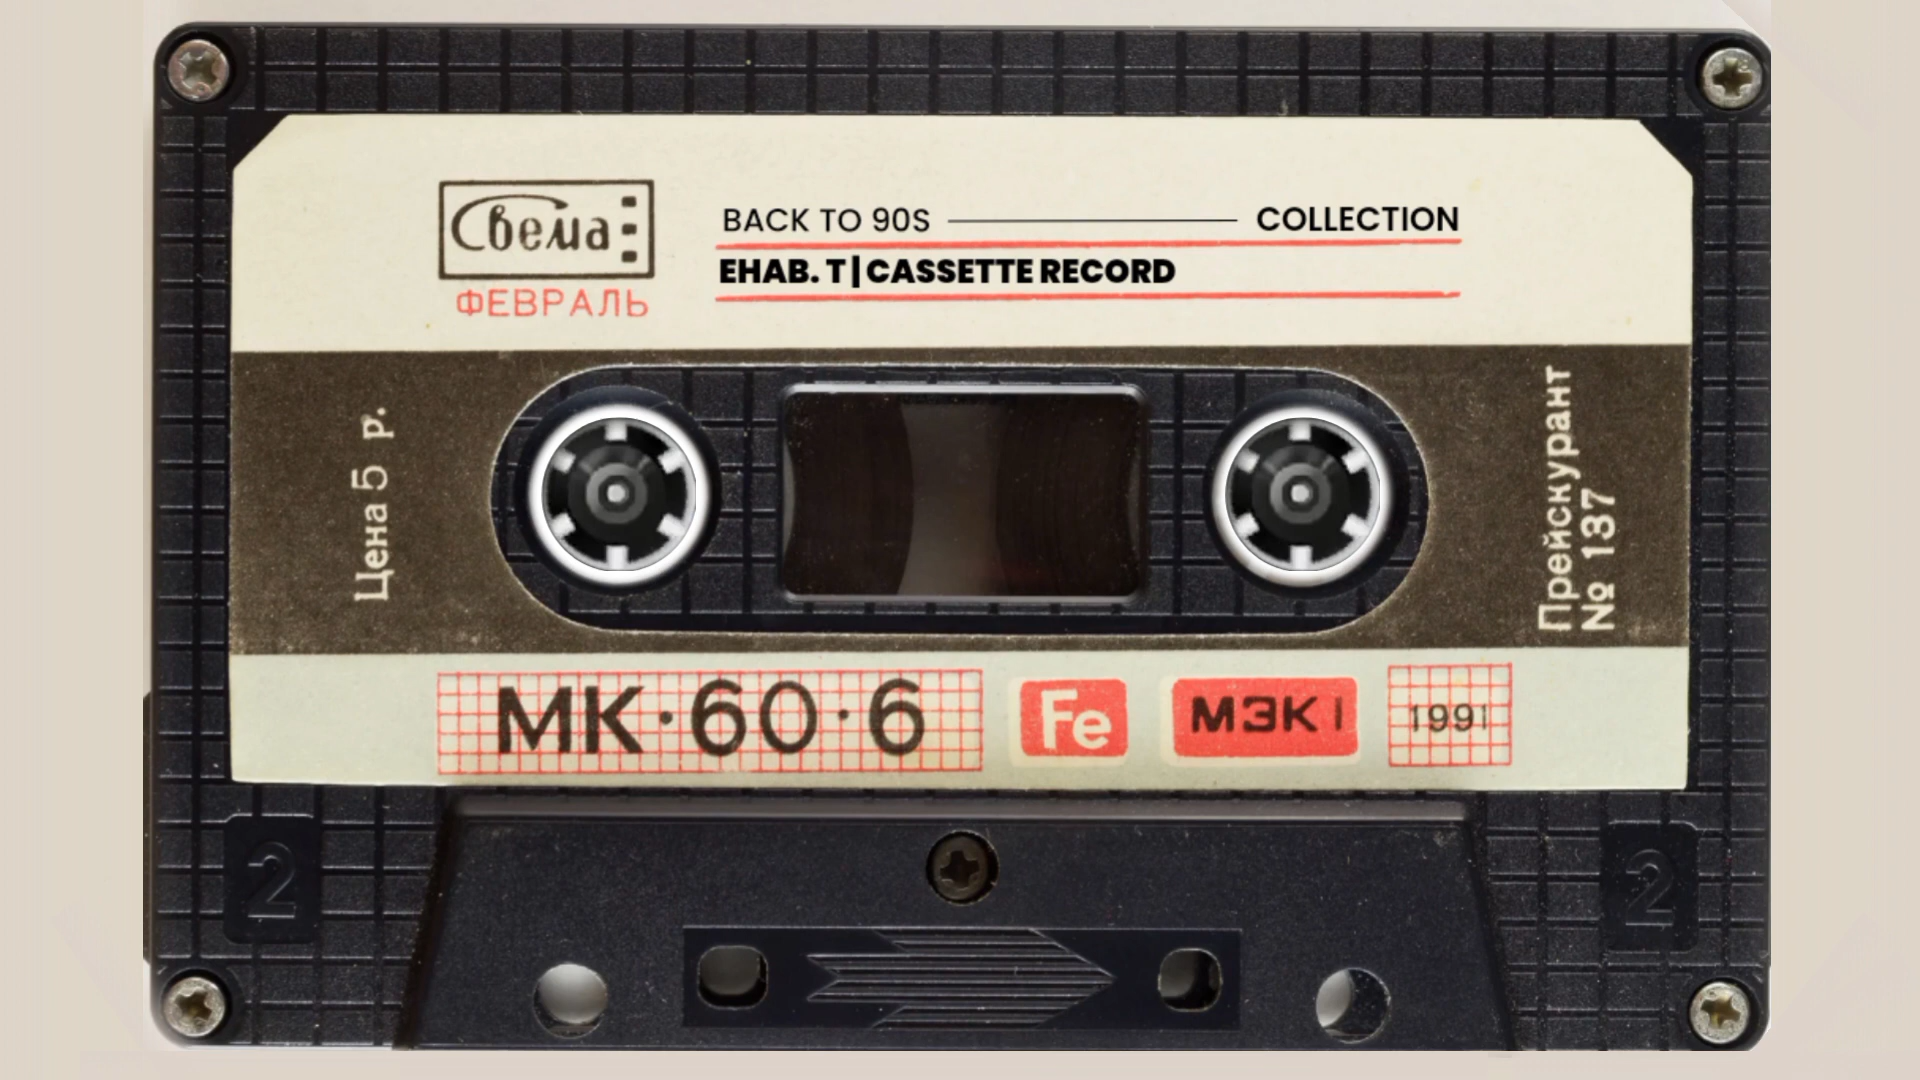 Свема
ФЕВРАЛЬ
BACK TO 90S COLLECTION
EHAB. T | CASSETTE RECORD
Цена 5 р.
Прейскурант
№ 137
МК·60·6
Fe
МЭК I
1991
2
2